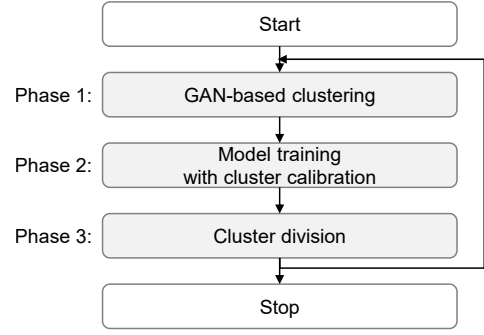 Start
Phase 1:
GAN-based clustering
Phase 2:
Model training
with cluster calibration
Phase 3:
Cluster division
Stop